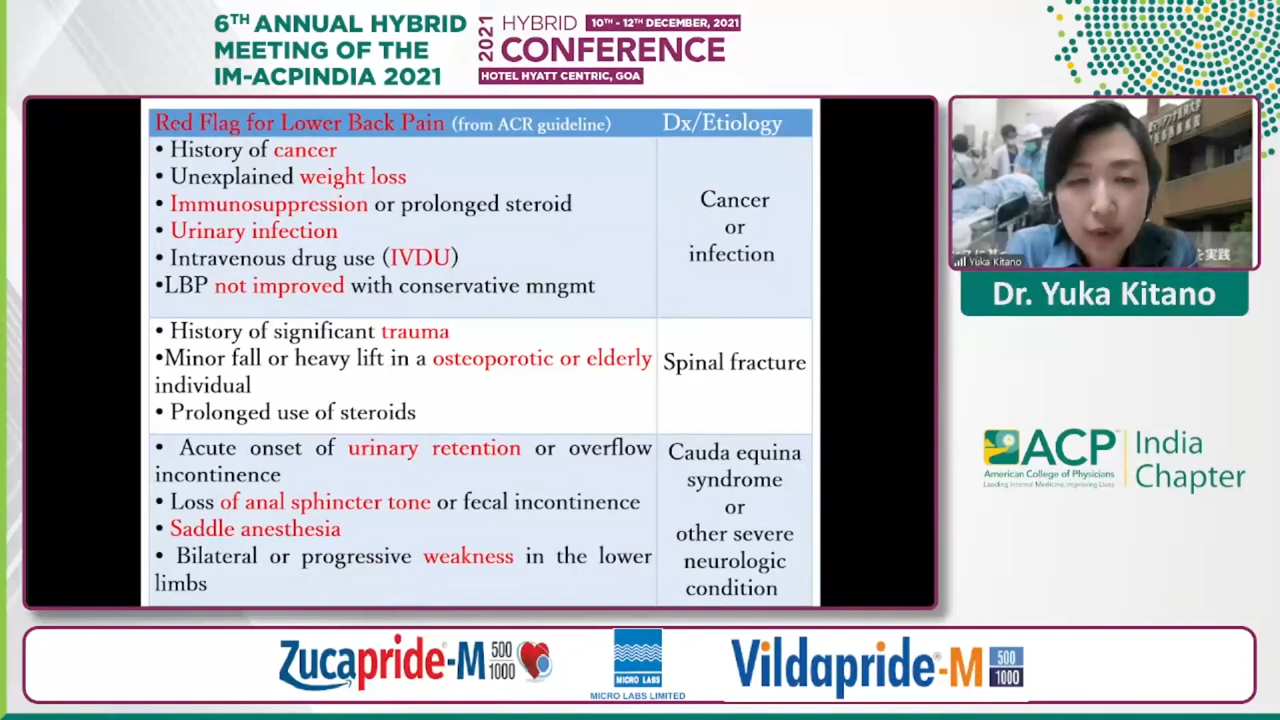 6TH ANNUAL HYBRID
MEETING OF THE
IM-ACPINDIA 2021
2021
HYBRID
10TH - 12TH DECEMBER, 2021
CONFERENCE
HOTEL HYATT CENTRIC, GOA
Red Flag for Lower Back Pain (from ACR guideline)
Dx/Etiology
• History of cancer
• Unexplained weight loss
• Immunosuppression or prolonged steroid
• Urinary infection
• Intravenous drug use (IVDU)
•LBP not improved with conservative mngmt
Cancer
or
infection
• History of significant trauma
•Minor fall or heavy lift in a osteoporotic or elderly
individual
• Prolonged use of steroids
Spinal fracture
• Acute onset of urinary retention or overflow
incontinence
• Loss of anal sphincter tone or fecal incontinence
• Saddle anesthesia
• Bilateral or progressive weakness in the lower
limbs
Cauda equina
syndrome
or
other severe
neurologic
condition
を実践
Yuka Kitano
Dr. Yuka Kitano
ACP
American College of Physicians
Leading Internal Medicine, Improving Lives
India
Chapter
Zucapride®-M 500
1000
MICRO LABS
MICRO LABS LIMITED
Vildapride®-M 500
1000